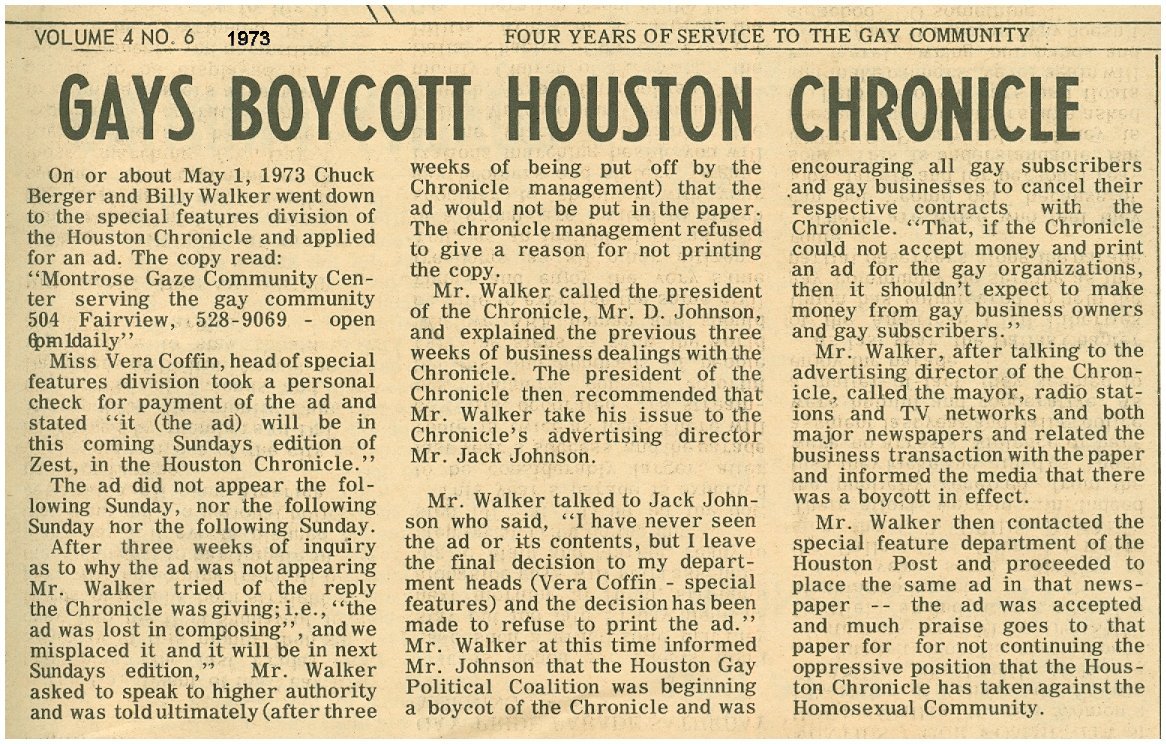 VOLUME 4 NO. 6 1973 FOUR YEARS OF SERVICE TO THE GAY COMMUNITY
GAYS BOYCOTT HOUSTON CHRONICLE
On or about May 1, 1973 Chuck
Berger and Billy Walker went down
to the special features division of
the Houston Chronicle and applied
for an ad. The copy read:
"Montrose Gaze Community Cen-
ter serving the gay community
504 Fairview, 528-9069 - open
daily"
Miss Vera Coffin, head of special
features division took a personal
check for payment of the ad and
stated "it (the ad) will be in
this coming Sundays edition of
Zest, in the Houston Chronicle."
The ad did not appear the fol-
lowing Sunday, nor the following
Sunday nor the following Sunday.
After three weeks of inquiry
as to why the ad was not appearing
Mr. Walker tried of the reply
the Chronicle was giving; i.e., "the
ad was lost in composing", and we
misplaced it and it will be in next
Sundays edition," Mr. Walker
asked to speak to higher authority
and was told ultimately (after three
weeks of being put off by the
Chronicle management) that the
ad would not be put in the paper.
The chronicle management refused
to give a reason for not printing
the copy.
Mr. Walker called the president
of the Chronicle, Mr. D. Johnson,
and explained the previous three
weeks of business dealings with the
Chronicle. The president of the
Chronicle then recommended that
Mr. Walker take his issue to the
Chronicle's advertising director
Mr. Jack Johnson.
Mr. Walker talked to Jack John-
son who said, "I have never seen
the ad or its contents, but I leave
the final decision to my depart-
ment heads (Vera Coffin - special
features) and the decision has been
made to refuse to print the ad."
Mr. Walker at this time informed
Mr. Johnson that the Houston Gay
Political Coalition was beginning
a boycot of the Chronicle and was
encouraging all gay subscribers
and gay businesses to cancel their
respective contracts with the
Chronicle. "That, if the Chronicle
could not accept money and print
an ad for the gay organizations,
then it shouldn't expect to make
money from gay business owners
and gay subscribers."
Mr. Walker, after talking to the
advertising director of the Chron-
icle, called the mayor, radio stat-
ions and TV networks and both
major newspapers and related the
business transaction with the paper
and informed the media that there
was a boycott in effect.
Mr. Walker then contacted the
special feature department of the
Houston Post and proceeded to
place the same ad in that news-
paper -- the ad was accepted
and much praise goes to that
paper for for not continuing the
oppressive position that the Hous-
ton Chronicle has taken against the
Homosexual Community.